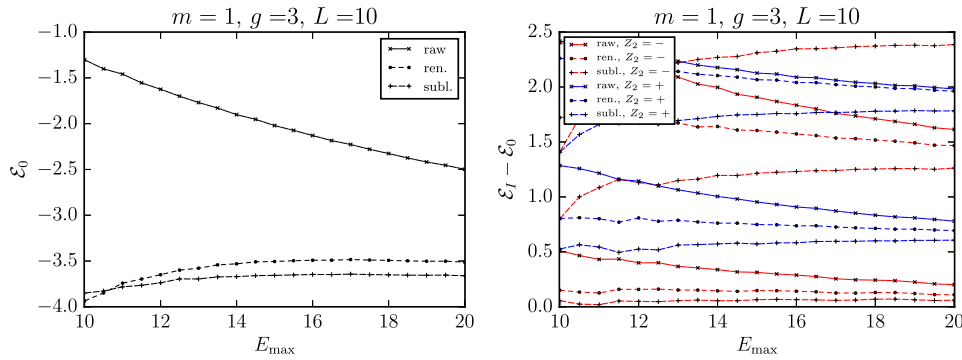 m = 1, g =3, L =10
−1.0
−1.5
−2.0
−2.5
−3.0
−3.5
−4.0
ℰ₀
raw
ren.
subl.
10 12 14 16 18 20
E_max
m = 1, g =3, L =10
2.5
2.0
1.5
1.0
0.5
0.0
ℰ_I − ℰ₀
raw, Z₂ = −
ren., Z₂ = −
subl., Z₂ = −
raw, Z₂ = +
ren., Z₂ = +
subl., Z₂ = +
10 12 14 16 18 20
E_max